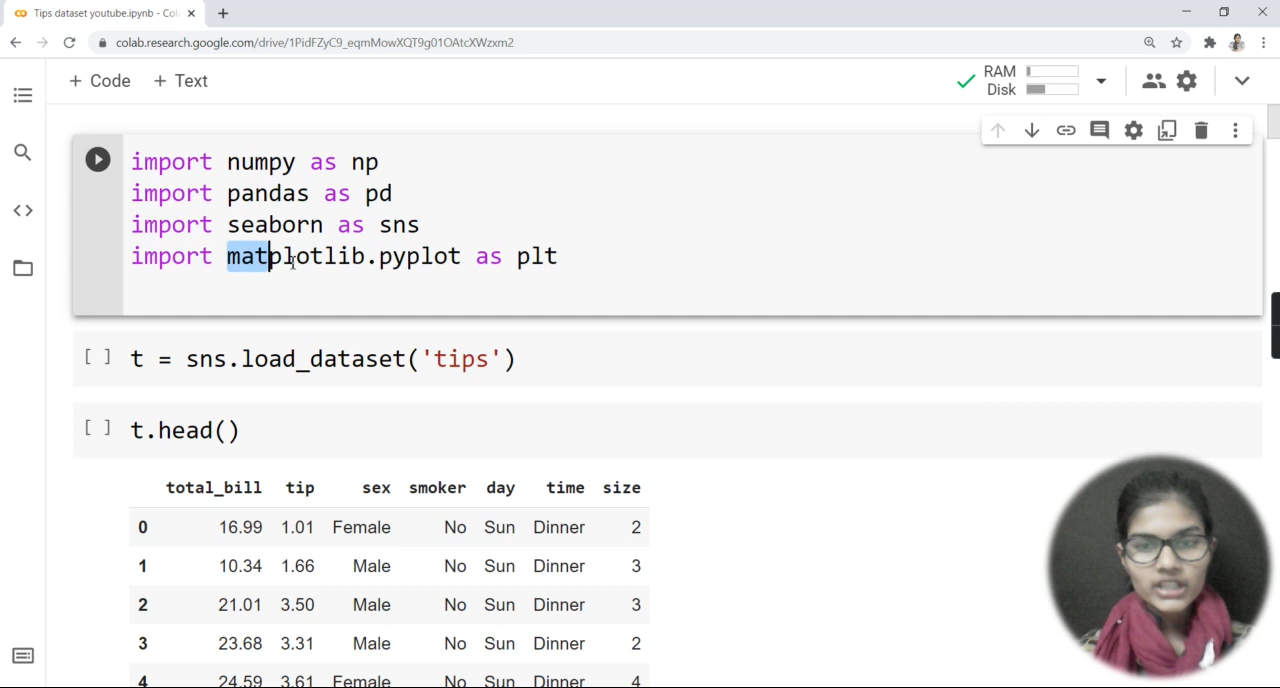 Tips dataset youtube.ipynb - Col
colab.research.google.com/drive/1PidFZyC9_eqmMowXQT9g01OAtcXWzxm2
+ Code + Text
RAM
Disk
import numpy as np
import pandas as pd
import seaborn as sns
import matplotlib.pyplot as plt
[ ] t = sns.load_dataset('tips')
[ ] t.head()
total_bill tip sex smoker day time size
0 16.99 1.01 Female No Sun Dinner 2
1 10.34 1.66 Male No Sun Dinner 3
2 21.01 3.50 Male No Sun Dinner 3
3 23.68 3.31 Male No Sun Dinner 2
4 24.59 3.61 Female No Sun Dinner 4